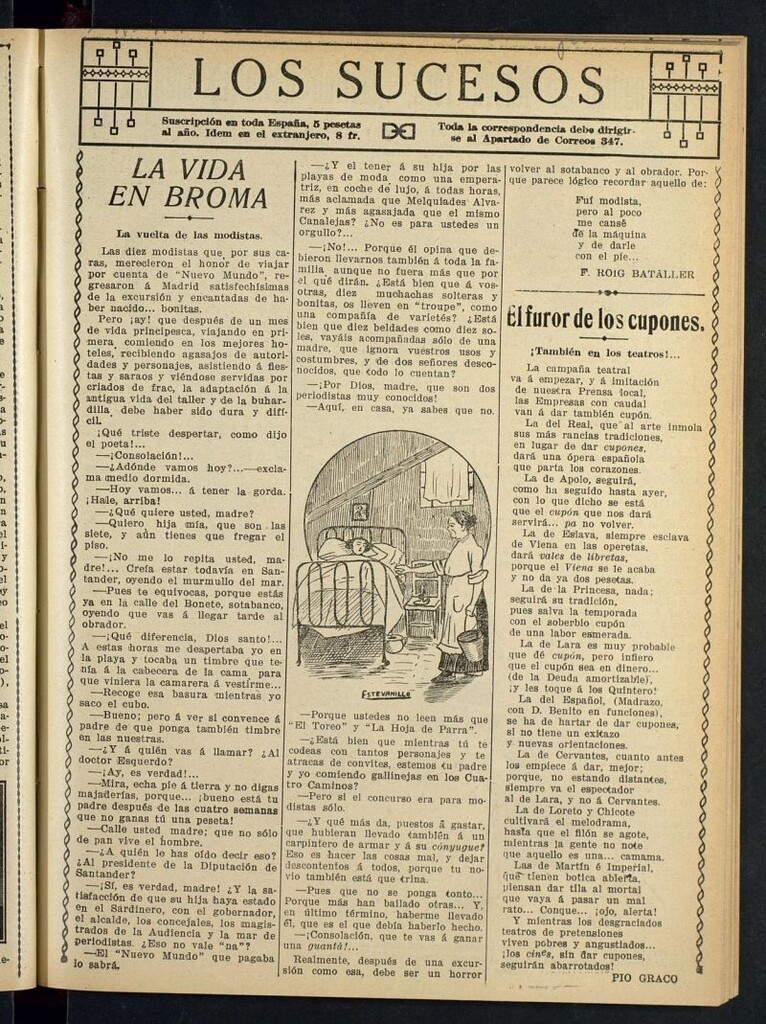 LOS SUCESOS
Suscripción en toda España, 5 pesetas
al año. Idem en el extranjero, 8 fr.
Toda la correspondencia debe dirigir-
se al Apartado de Correos 347.
LA VIDA
EN BROMA
La vuelta de las modistas.
Las diez modistas que por sus ca-
ras, merecieron el honor de viajar
por cuenta de "Nuevo Mundo", re-
gresaron á Madrid satisfechísimas
de la excursión y encantadas de ha-
ber nacido... bonitas.
Pero ¡ay! que después de un mes
de vida principesca, viajando en pri-
mera, comiendo en los mejores ho-
teles, recibiendo agasajos de autori-
dades y personajes, asistiendo á fies-
tas y saraos y viéndose servidas por
criados de frac, la adaptación á la
antigua vida del taller y de la buhar-
dilla, debe haber sido dura y difí-
cil.
¡Qué triste despertar, como dijo
el poeta!...
—¡Consolación!...
—¿Adónde vamos hoy?...—excla-
ma medio dormida.
—Hoy vamos... á tener la gorda.
¡Hale, arriba!
—¿Qué quiere usted, madre?
—Quiero hija mía, que son las
siete, y aún tienes que fregar el
piso.
—¡No me lo repita usted, ma-
dre!... Creía estar todavía en San-
tander, oyendo el murmullo del mar.
—Pues te equivocas, porque estás
ya en la calle del Bonete, sotabanco,
oyendo que vas á llegar tarde al
obrador.
—¡Qué diferencia, Dios santo!...
A estas horas me despertaba yo en
la playa y tocaba un timbre que te-
nía á la cabecera de la cama para
que viniera la camarera á vestirme...
—Recoge esa basura mientras yo
saco el cubo.
—Bueno; pero á ver si convence á
padre de que ponga también timbre
en las nuestras.
—¿Y á quién vas á llamar? ¿Al
doctor Esquerdo?
—¡Ay, es verdad!...
—Mira, echa pie á tierra y no digas
majaderías, porque... ¡bueno está tu
padre después de las cuatro semanas
que no ganas tú una peseta!
—Calle usted madre; que no sólo
de pan vive el hombre.
—¿A quién le has oído decir eso?
¿Al presidente de la Diputación de
Santander?
—¡Sí, es verdad, madre! ¿Y la sa-
tisfacción de que su hija haya estado
en el Sardinero, con el gobernador,
el alcalde, los concejales, los magis-
trados de la Audiencia y la mar de
periodistas. ¿Eso no vale "na"?
—El "Nuevo Mundo" que pagaba
lo sabrá.
—¿Y el tener á su hija por las
playas de moda como una empera-
triz, en coche de lujo, á todas horas,
más aclamada que Melquiades Alva-
rez y más agasajada que el mismo
Canalejas? ¿No es para ustedes un
orgullo?...
—¡No!... Porque él opina que de-
bieron llevarnos también á toda la fa-
milia, aunque no fuera más que por
el qué dirán. ¿Está bien que á vos-
otras, diez muchachas solteras y
bonitas, os lleven en "troupe", como
una compañía de varietés? ¿Está
bien que diez beldades como diez so-
les, vayáis acompañadas sólo de una
madre, que ignora vuestros usos y
costumbres, y de dos señores desco-
nocidos, que todo lo cuentan?
—¡Por Dios, madre, que son dos
periodistas muy conocidos!
—Aquí, en casa, ya sabes que no.
ESTEVANILLO
—Porque ustedes no leen más que
"El Toreo" y "La Hoja de Parra".
—¿Está bien que mientras tú te
codeas con tantos personajes y te
atracas de convites, estemos tu padre
y yo comiendo gallinejas en los Cua-
tro Caminos?
—Pero si el concurso era para mo-
distas sólo.
—¿Y qué más da, puestos á gastar,
que hubieran llevado también á un
carpintero de armar y á su cónyugue?
Eso es hacer las cosas mal, y dejar
descontentos á todos, porque tu no-
vio también está que trina.
—Pues que no se ponga tonto...
Porque más han bailado otras... Y,
en último término, haberme llevado
él, que es el que debía haberlo hecho.
—¡Consolación, que te vas á ganar
una guantá!...
Realmente, después de una excur-
sión como esa, debe ser un horror
volver al sotabanco y al obrador. Por-
que parece lógico recordar aquello de:
Fuí modista,
pero al poco
me cansé
de la máquina
y de darle
con el pie...
F. ROIG BATALLER
El furor de los cupones.
¡También en los teatros!...
La campaña teatral
va á empezar, y á imitación
de nuestra Prensa local,
las Empresas con caudal
van á dar también cupón.
La del Real, que al arte inmola
sus más rancias tradiciones,
en lugar de dar cupones,
dará una ópera española
que parta los corazones.
La de Apolo, seguirá,
como ha seguido hasta ayer,
con lo que dicho se está
que el cupón que nos dará
servirá... pa no volver.
La de Eslava, siempre esclava
de Viena en las operetas,
dará vales de libretas,
porque el Viena se le acaba
y no da ya dos pesetas.
La de la Princesa, nada;
seguirá su tradición,
pues salva la temporada
con el soberbio cupón
de una labor esmerada.
La de Lara es muy probable
que dé cupón, pero infiero
que el cupón sea en dinero...
(de la Deuda amortizable),
¡y les toque á los Quintero!
La del Español, (Madrazo,
con D. Benito en funciones),
se ha de hartar de dar cupones,
si no tiene un exitazo
y nuevas orientaciones.
La de Cervantes, cuanto antes
los empiece á dar, mejor;
porque, no estando distantes,
siempre va el espectador
al de Lara, y no á Cervantes.
La de Loreto y Chicote
cultivará el melodrama,
hasta que el filón se agote,
mientras la gente no note
que aquello es una... camama.
Las de Martín é Imperial,
que tienen botica abierta,
piensan dar tila al mortal
que vaya á pasar un mal
rato... Conque... ¡ojo, alerta!
Y mientras los desgraciados
teatros de pretensiones
viven pobres y angustiados...
¡los cines, sin dar cupones,
seguirán abarrotados!
PIO GRACO